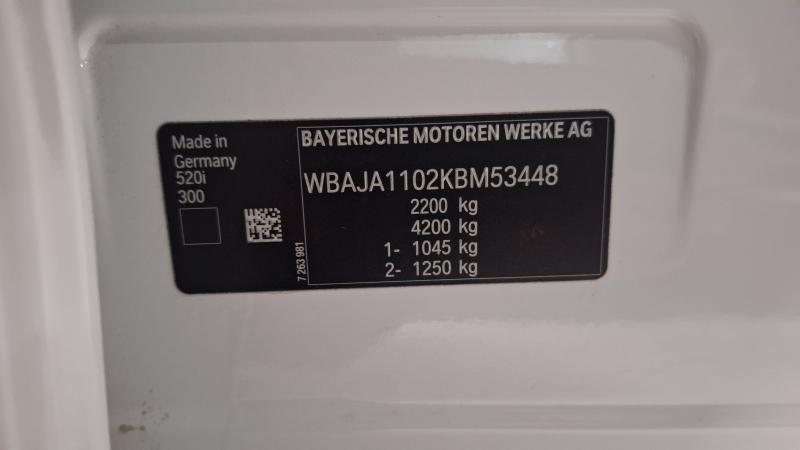 Made in
Germany
520i
300
7 263 981
BAYERISCHE MOTOREN WERKE AG
WBAJA1102KBM53448
2200 kg
4200 kg
1- 1045 kg
2- 1250 kg